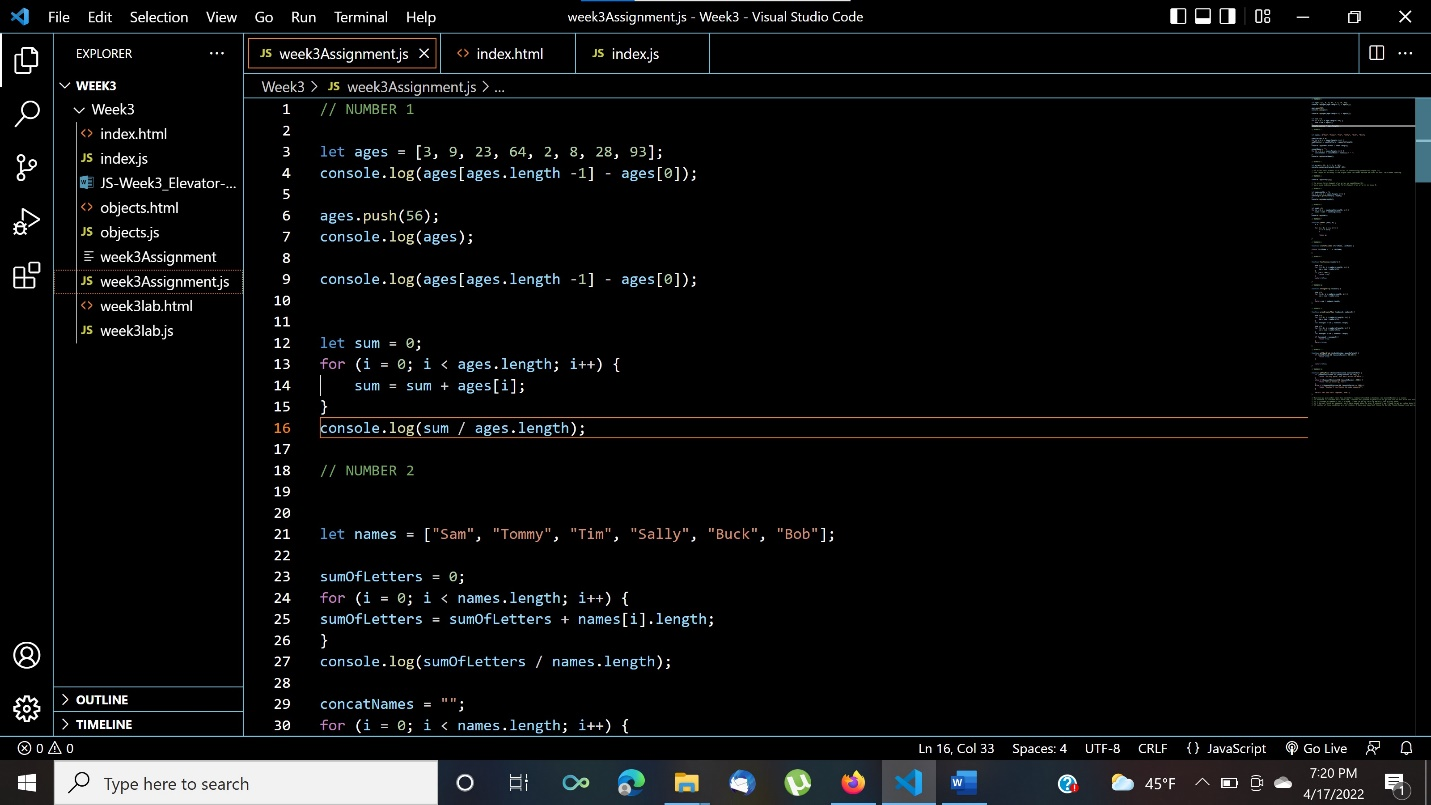 File Edit Selection View Go Run Terminal Help week3Assignment.js - Week3 - Visual Studio Code
EXPLORER ...
JS week3Assignment.js
<> index.html
JS index.js
WEEK3
Week3
<> index.html
JS index.js
JS-Week3_Elevator-...
<> objects.html
JS objects.js
week3Assignment
JS week3Assignment.js
<> week3lab.html
JS week3lab.js
OUTLINE
TIMELINE
Week3 > JS week3Assignment.js > ...
1 // NUMBER 1
2
3 let ages = [3, 9, 23, 64, 2, 8, 28, 93];
4 console.log(ages[ages.length -1] - ages[0]);
5
6 ages.push(56);
7 console.log(ages);
8
9 console.log(ages[ages.length -1] - ages[0]);
10
11
12 let sum = 0;
13 for (i = 0; i < ages.length; i++) {
14 sum = sum + ages[i];
15 }
16 console.log(sum / ages.length);
17
18 // NUMBER 2
19
20
21 let names = ["Sam", "Tommy", "Tim", "Sally", "Buck", "Bob"];
22
23 sumOfLetters = 0;
24 for (i = 0; i < names.length; i++) {
25 sumOfLetters = sumOfLetters + names[i].length;
26 }
27 console.log(sumOfLetters / names.length);
28
29 concatNames = "";
30 for (i = 0; i < names.length; i++) {
0 0 Ln 16, Col 33 Spaces: 4 UTF-8 CRLF {} JavaScript Go Live
Type here to search
45°F
7:20 PM
4/17/2022
1